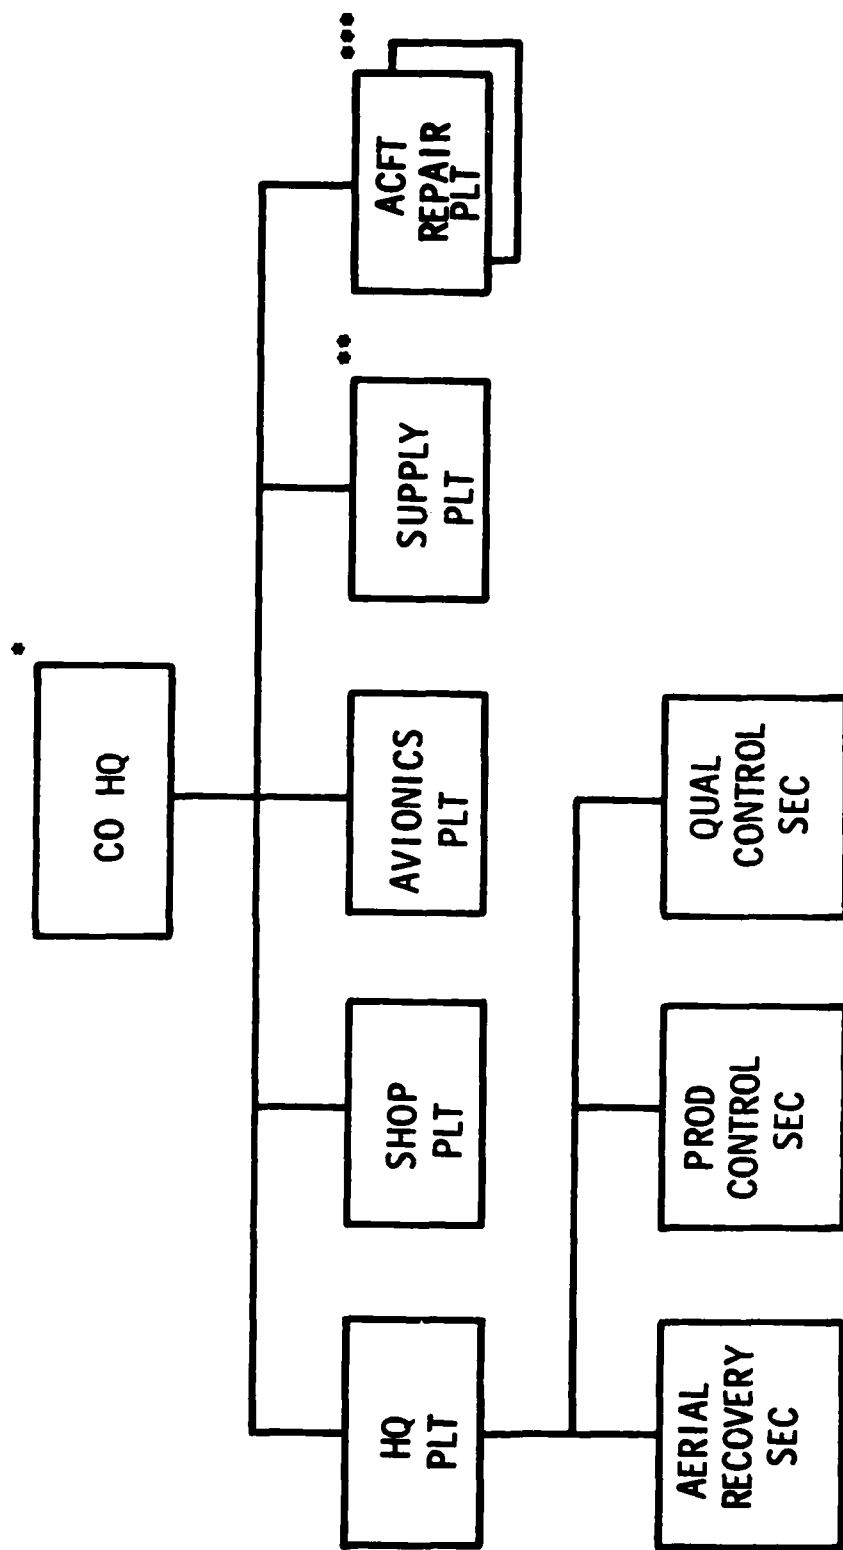 *
CO HQ
HQ
PLT
SHOP
PLT
AVIONICS
PLT
**
SUPPLY
PLT
***
ACFT
REPAIR
PLT
AERIAL
RECOVERY
SEC
PROD
CONTROL
SEC
QUAL
CONTROL
SEC